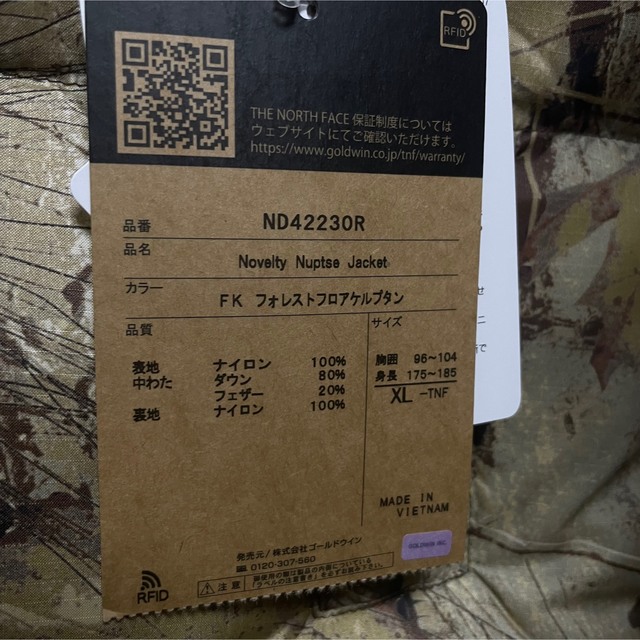 RFID
THE NORTH FACE 保証制度については
ウェブサイトにてご確認いただけます。
https://www.goldwin.co.jp/tnf/warranty/
品番 ND42230R
品名
Novelty Nuptse Jacket
カラー
FK フォレストフロアケルプタン
品質 サイズ
表地 ナイロン 100%
中わた ダウン 80%
フェザー 20%
裏地 ナイロン 100%
胸囲 96~104
身長 175~185
XL -TNF
MADE IN
VIETNAM
発売元/株式会社ゴールドウイン
0120-307-560
注意
RFID
せ
ニ
で